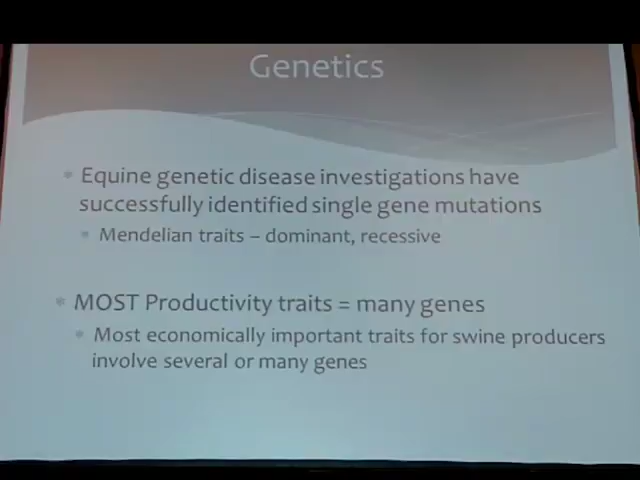 Genetics
* Equine genetic disease investigations have
successfully identified single gene mutations
* Mendelian traits – dominant, recessive
* MOST Productivity traits = many genes
* Most economically important traits for swine producers
involve several or many genes